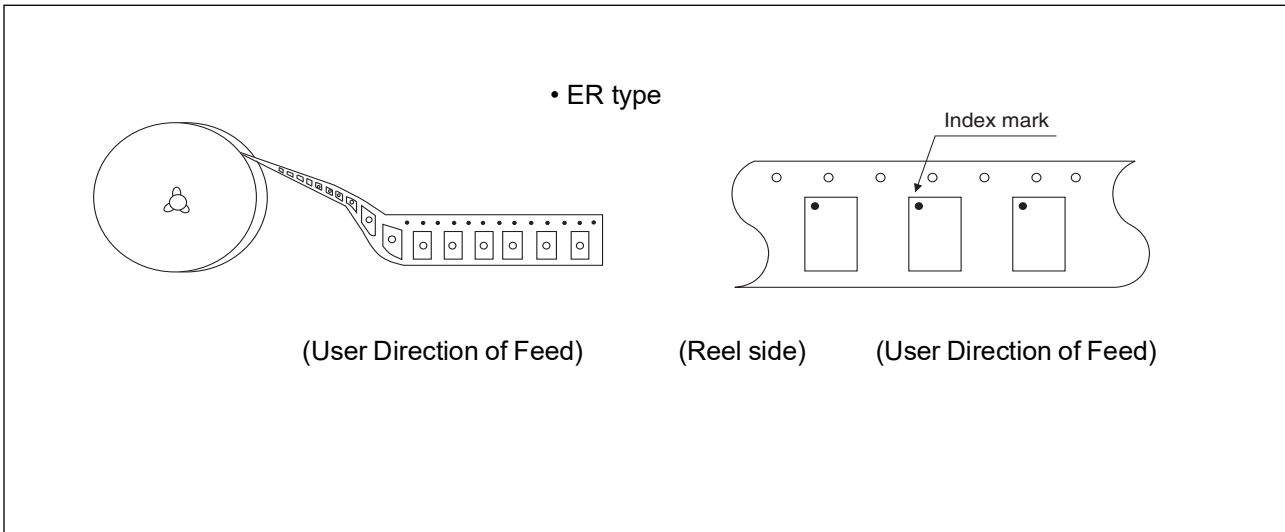 • ER type
Index mark
(User Direction of Feed)
(Reel side)
(User Direction of Feed)